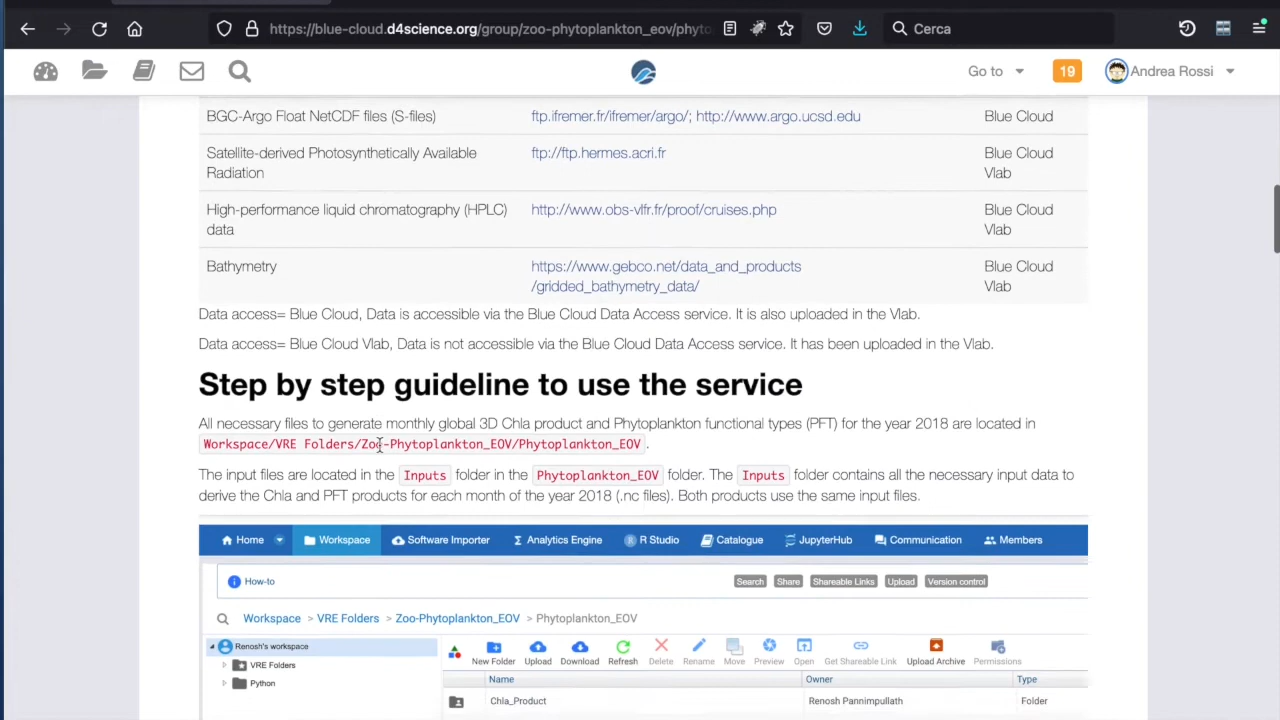 https://blue-cloud.d4science.org/group/zoo-phytoplankton_eov/phyto
Cerca
Go to
19
Andrea Rossi
BGC-Argo Float NetCDF files (S-files) ftp.ifremer.fr/ifremer/argo/; http://www.argo.ucsd.edu Blue Cloud
Satellite-derived Photosynthetically Available ftp://ftp.hermes.acri.fr Blue Cloud
Radiation Vlab
High-performance liquid chromatography (HPLC) http://www.obs-vlfr.fr/proof/cruises.php Blue Cloud
data Vlab
Bathymetry https://www.gebco.net/data_and_products Blue Cloud
/gridded_bathymetry_data/ Vlab
Data access= Blue Cloud, Data is accessible via the Blue Cloud Data Access service. It is also uploaded in the Vlab.
Data access= Blue Cloud Vlab, Data is not accessible via the Blue Cloud Data Access service. It has been uploaded in the Vlab.
Step by step guideline to use the service
All necessary files to generate monthly global 3D Chla product and Phytoplankton functional types (PFT) for the year 2018 are located in
Workspace/VRE Folders/Zoo-Phytoplankton_EOV/Phytoplankton_EOV.
The input files are located in the Inputs folder in the Phytoplankton_EOV folder. The Inputs folder contains all the necessary input data to
derive the Chla and PFT products for each month of the year 2018 (.nc files). Both products use the same input files.
Home Workspace Software Importer Analytics Engine R Studio Catalogue JupyterHub Communication Members
How-to Search Share Shareable Links Upload Version control
Workspace > VRE Folders > Zoo-Phytoplankton_EOV > Phytoplankton_EOV
Renosh's workspace
VRE Folders
Python
New Folder Upload Download Refresh Delete Rename Move Preview Open Get Shareable Link Upload Archive Permissions
Name Owner Type
Chla_Product Renosh Pannimpullath Folder